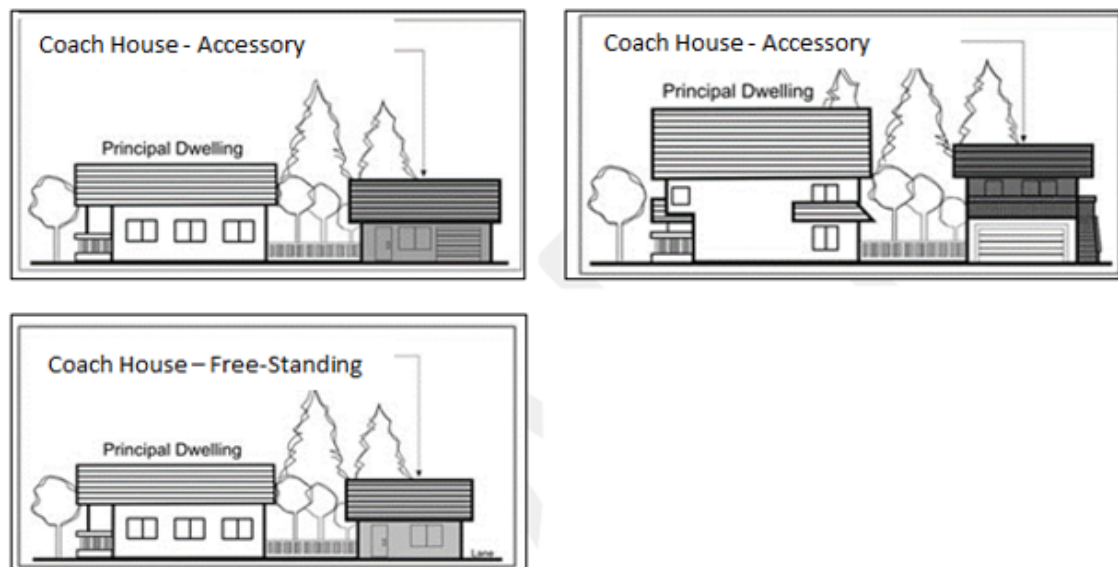 Coach House - Accessory
Principal Dwelling
Coach House - Accessory
Principal Dwelling
Coach House – Free-Standing
Principal Dwelling
Lane